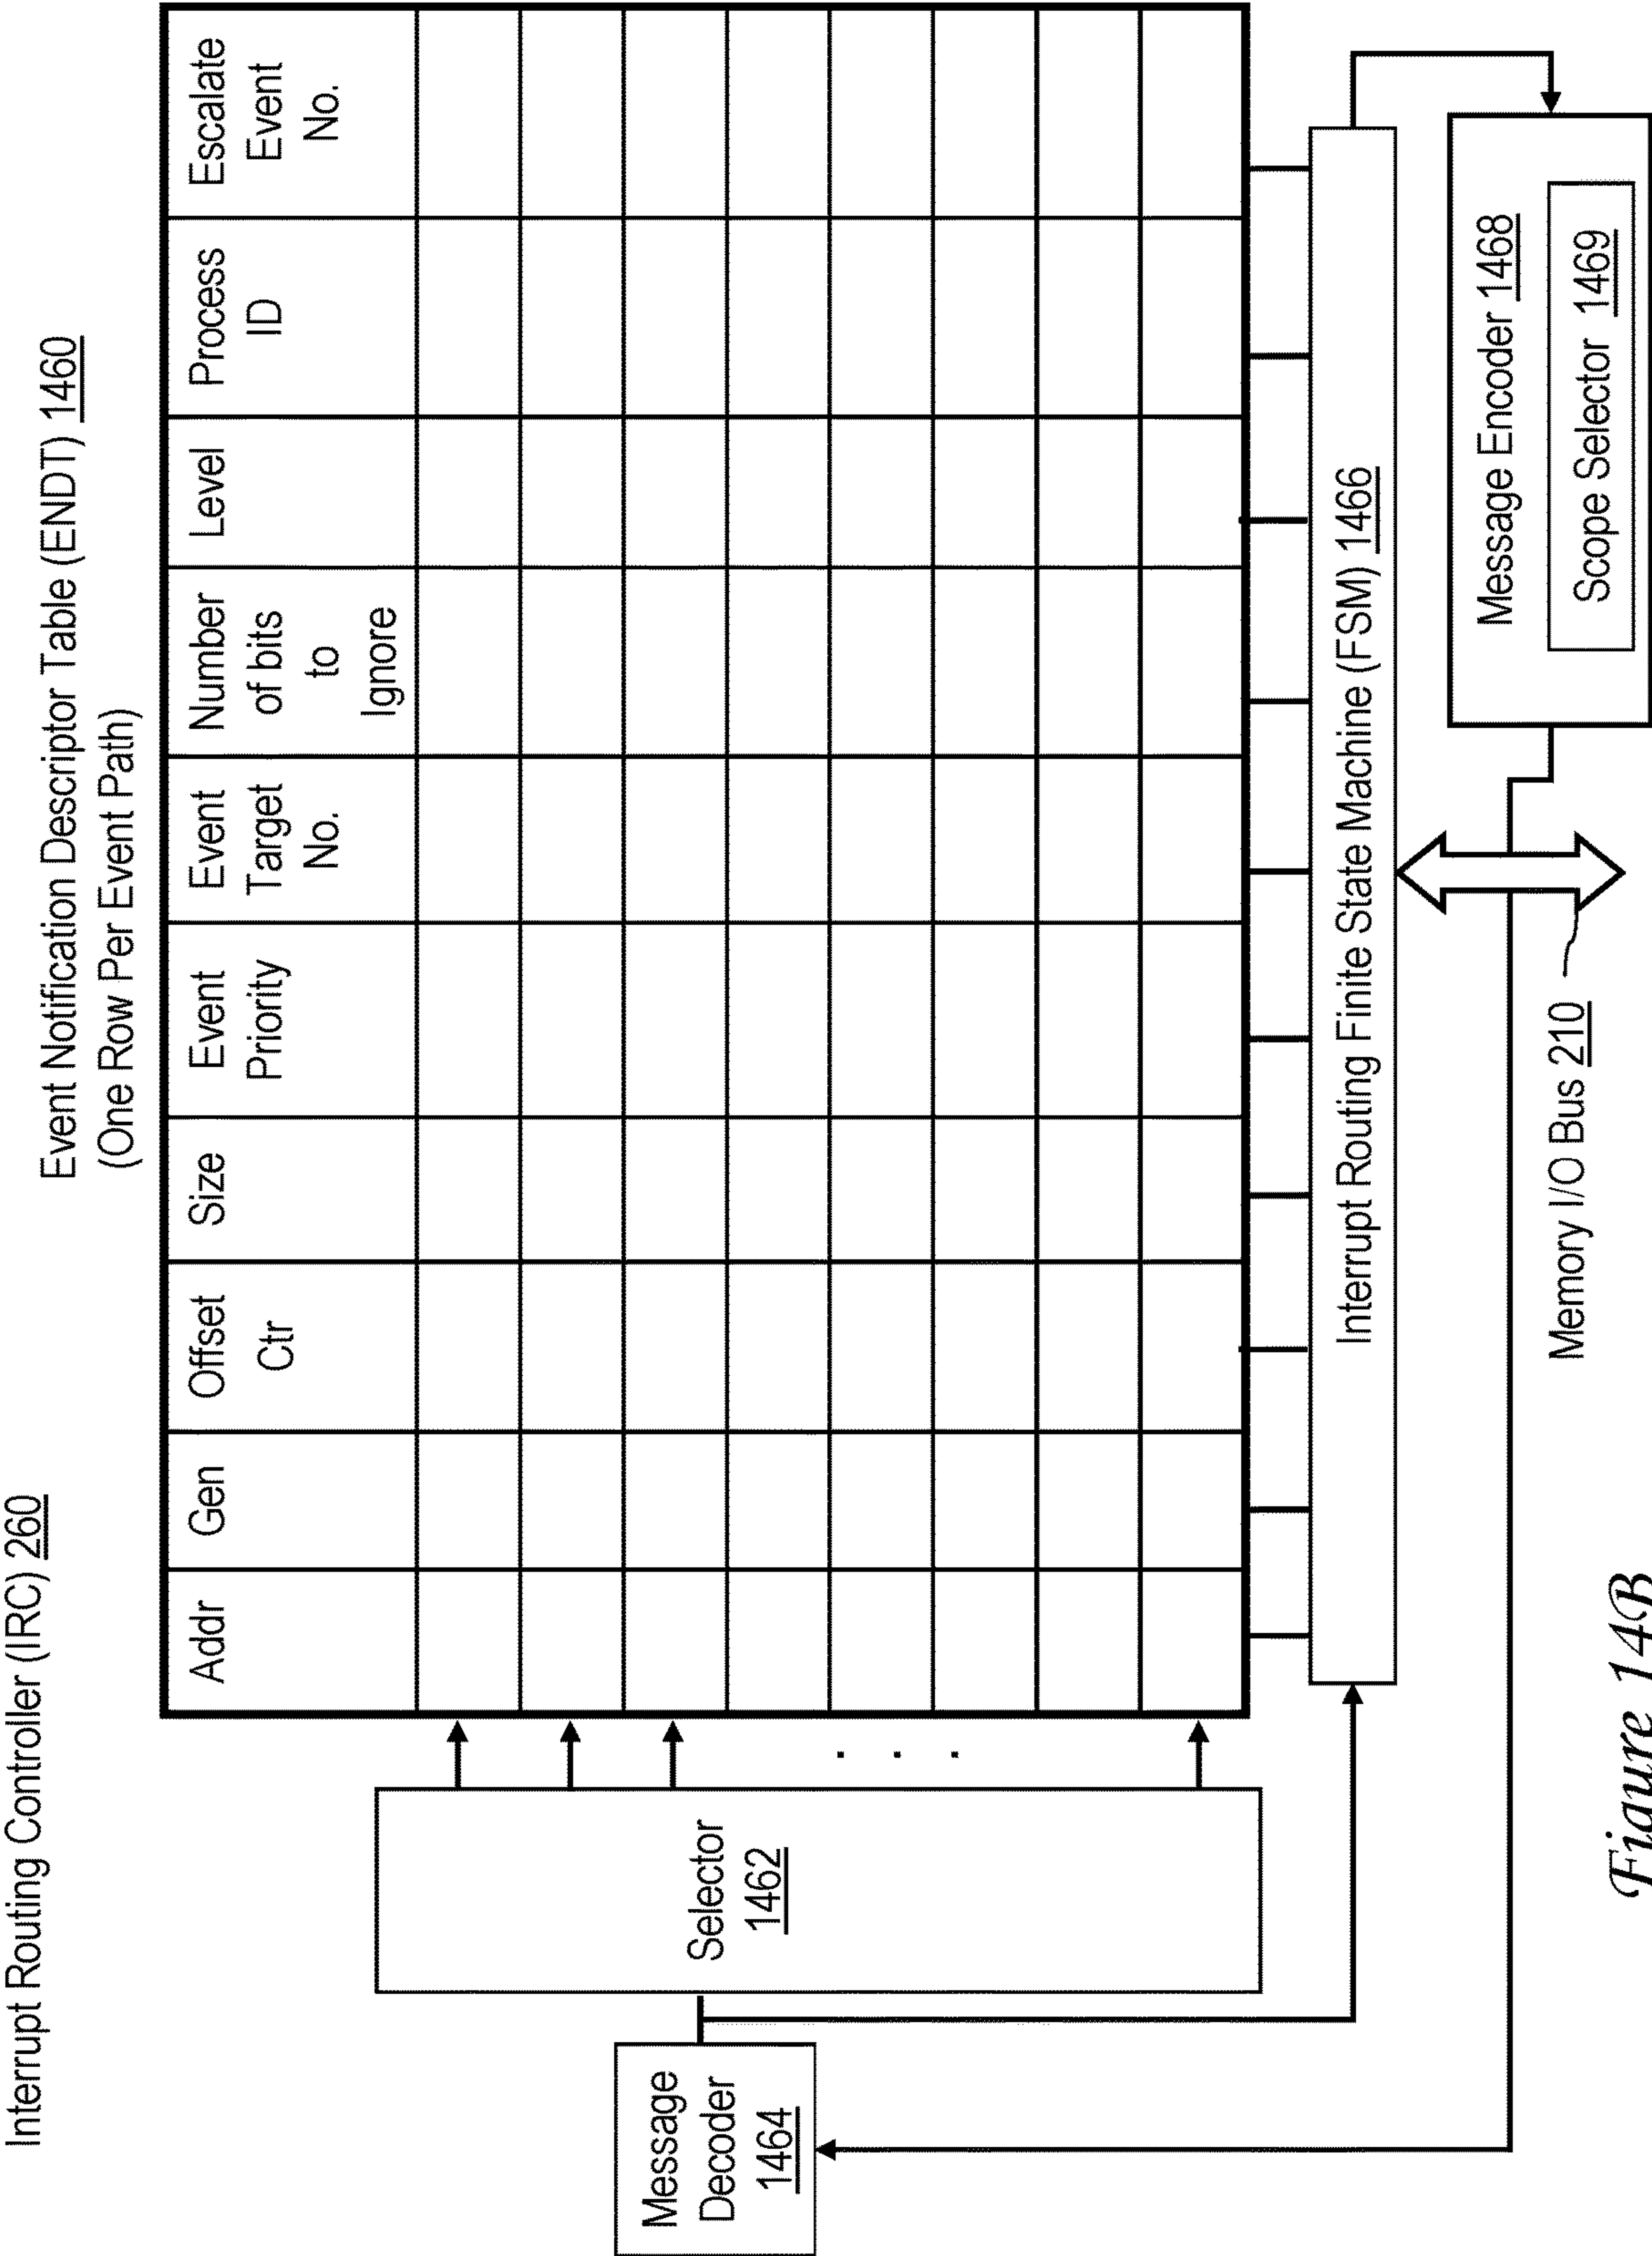 Interrupt Routing Controller (IRC) 260
Event Notification Descriptor Table (ENDT) 1460
(One Row Per Event Path)
Addr
Gen
Offset
Ctr
Size
Event
Priority
Event
Target
No.
Number
of bits
to
Ignore
Level
Process
ID
Escalate
Event
No.
Selector
1462
Message
Decoder
1464
Interrupt Routing Finite State Machine (FSM) 1466
Message Encoder 1468
Scope Selector 1469
Memory I/O Bus 210
Figure 14B